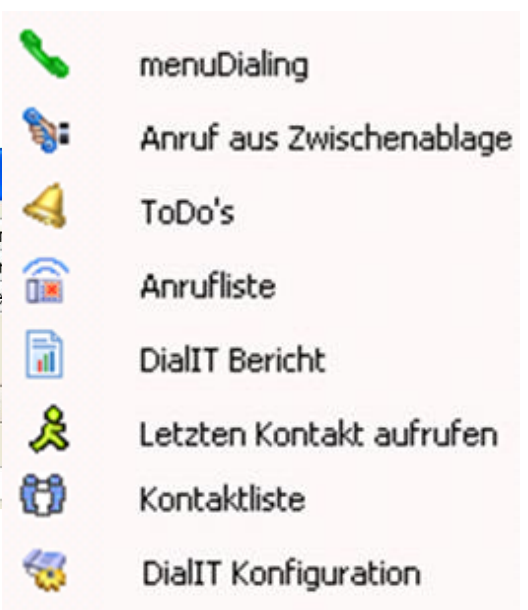 menuDialing
Anruf aus Zwischenablage
ToDo's
Anrufliste
DialIT Bericht
Letzten Kontakt aufrufen
Kontaktliste
DialIT Konfiguration